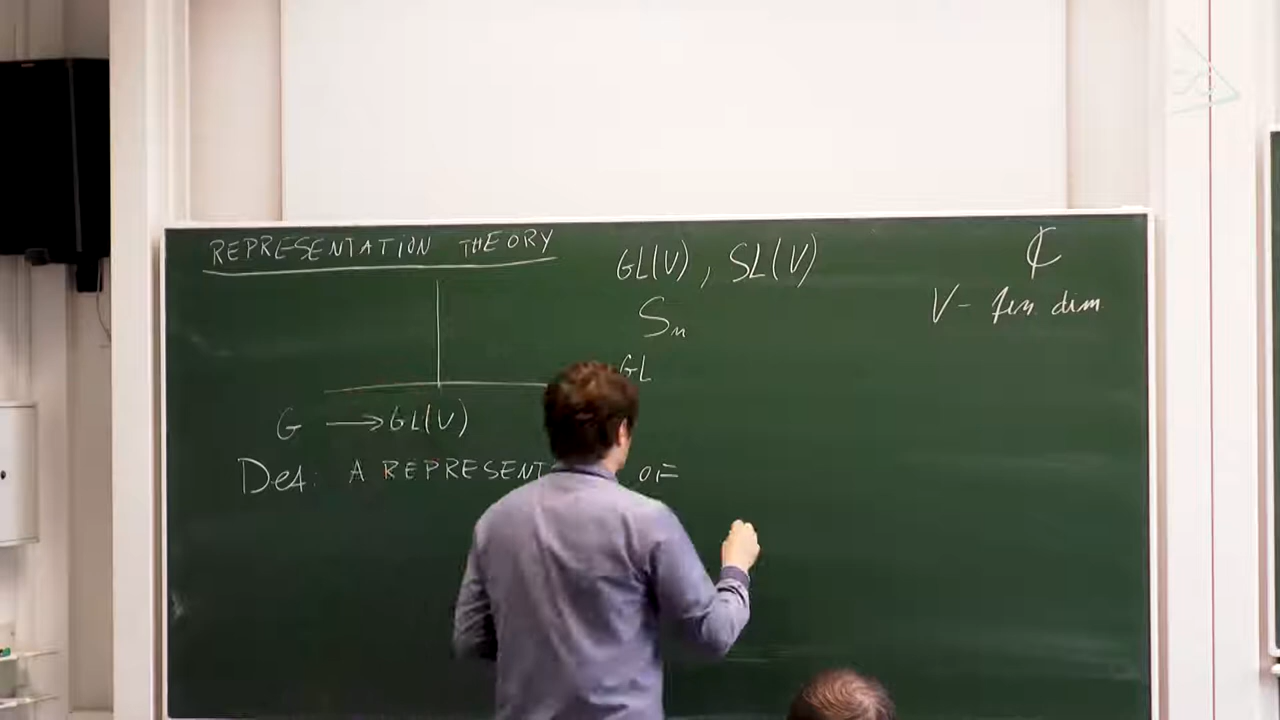 REPRESENTATION THEORY
GL(V), SL(V)
ℂ
V - fin dim
Sn
GL
G → GL(V)
Def: A REPRESENT OF